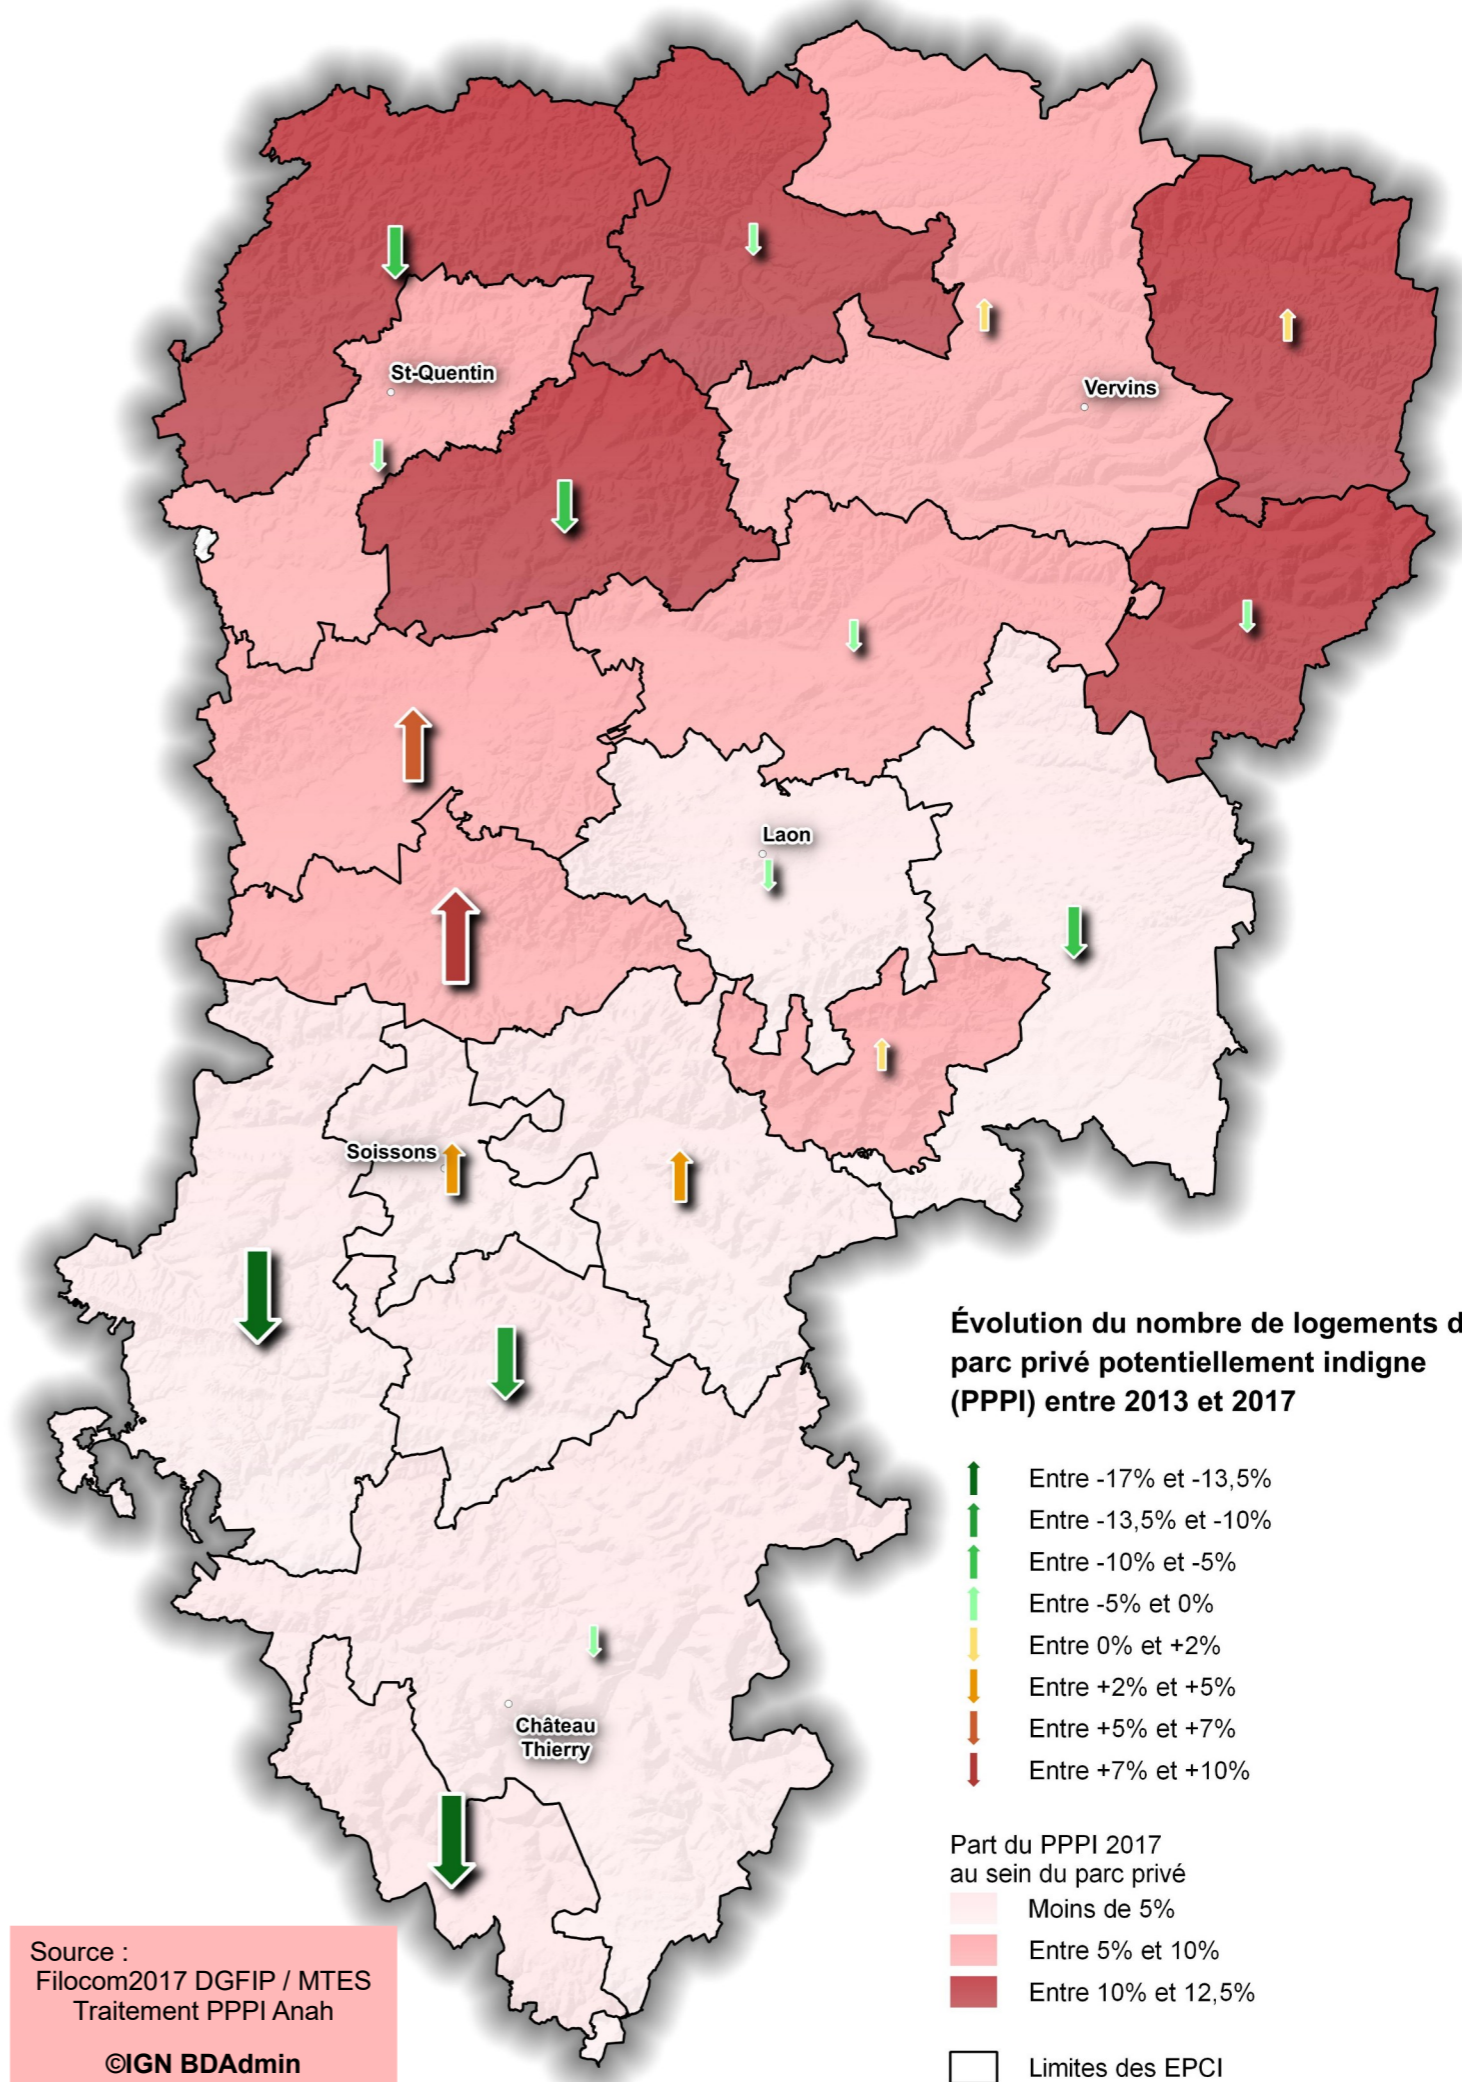 St-Quentin
Vervins
Laon
Soissons
Château
Thierry
Évolution du nombre de logements d
parc privé potentiellement indigne
(PPPI) entre 2013 et 2017
Entre -17% et -13,5%
Entre -13,5% et -10%
Entre -10% et -5%
Entre -5% et 0%
Entre 0% et +2%
Entre +2% et +5%
Entre +5% et +7%
Entre +7% et +10%
Part du PPPI 2017
au sein du parc privé
Moins de 5%
Entre 5% et 10%
Entre 10% et 12,5%
Limites des EPCI
Source :
Filocom2017 DGFIP / MTES
Traitement PPPI Anah
©IGN BDAdmin